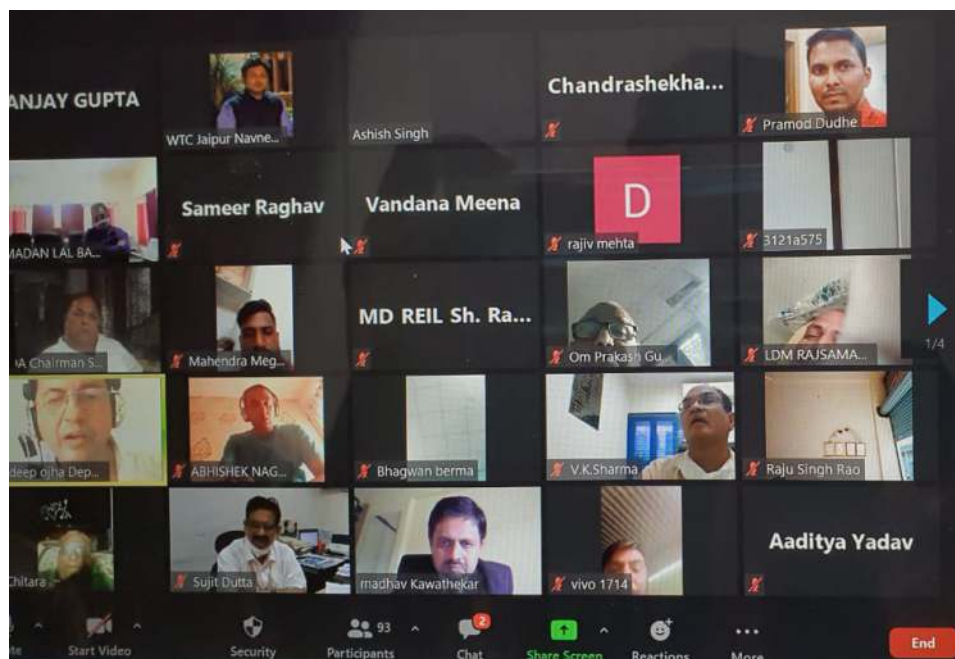 ANJAY GUPTA
WTC Jaipur Navne...
Ashish Singh
Chandrashekha...
Pramod Dudhe
MADAN LAL BA...
Sameer Raghav
Vandana Meena
D
rajiv mehta
3121a575
A Chairman S...
Mahendra Meg...
MD REIL Sh. Ra...
Om Prakash Gu...
LDM RAJSAMA...
1/4
deep ojha Dep...
ABHISHEK NAG...
Bhagwan berma
V.K.Sharma
Raju Singh Rao
Chitara
Sujit Dutta
madhav Kawathekar
vivo 1714
Aaditya Yadav
te
Start Video
Security
93
Participants
2
Chat
Share Screen
Reactions
More
End